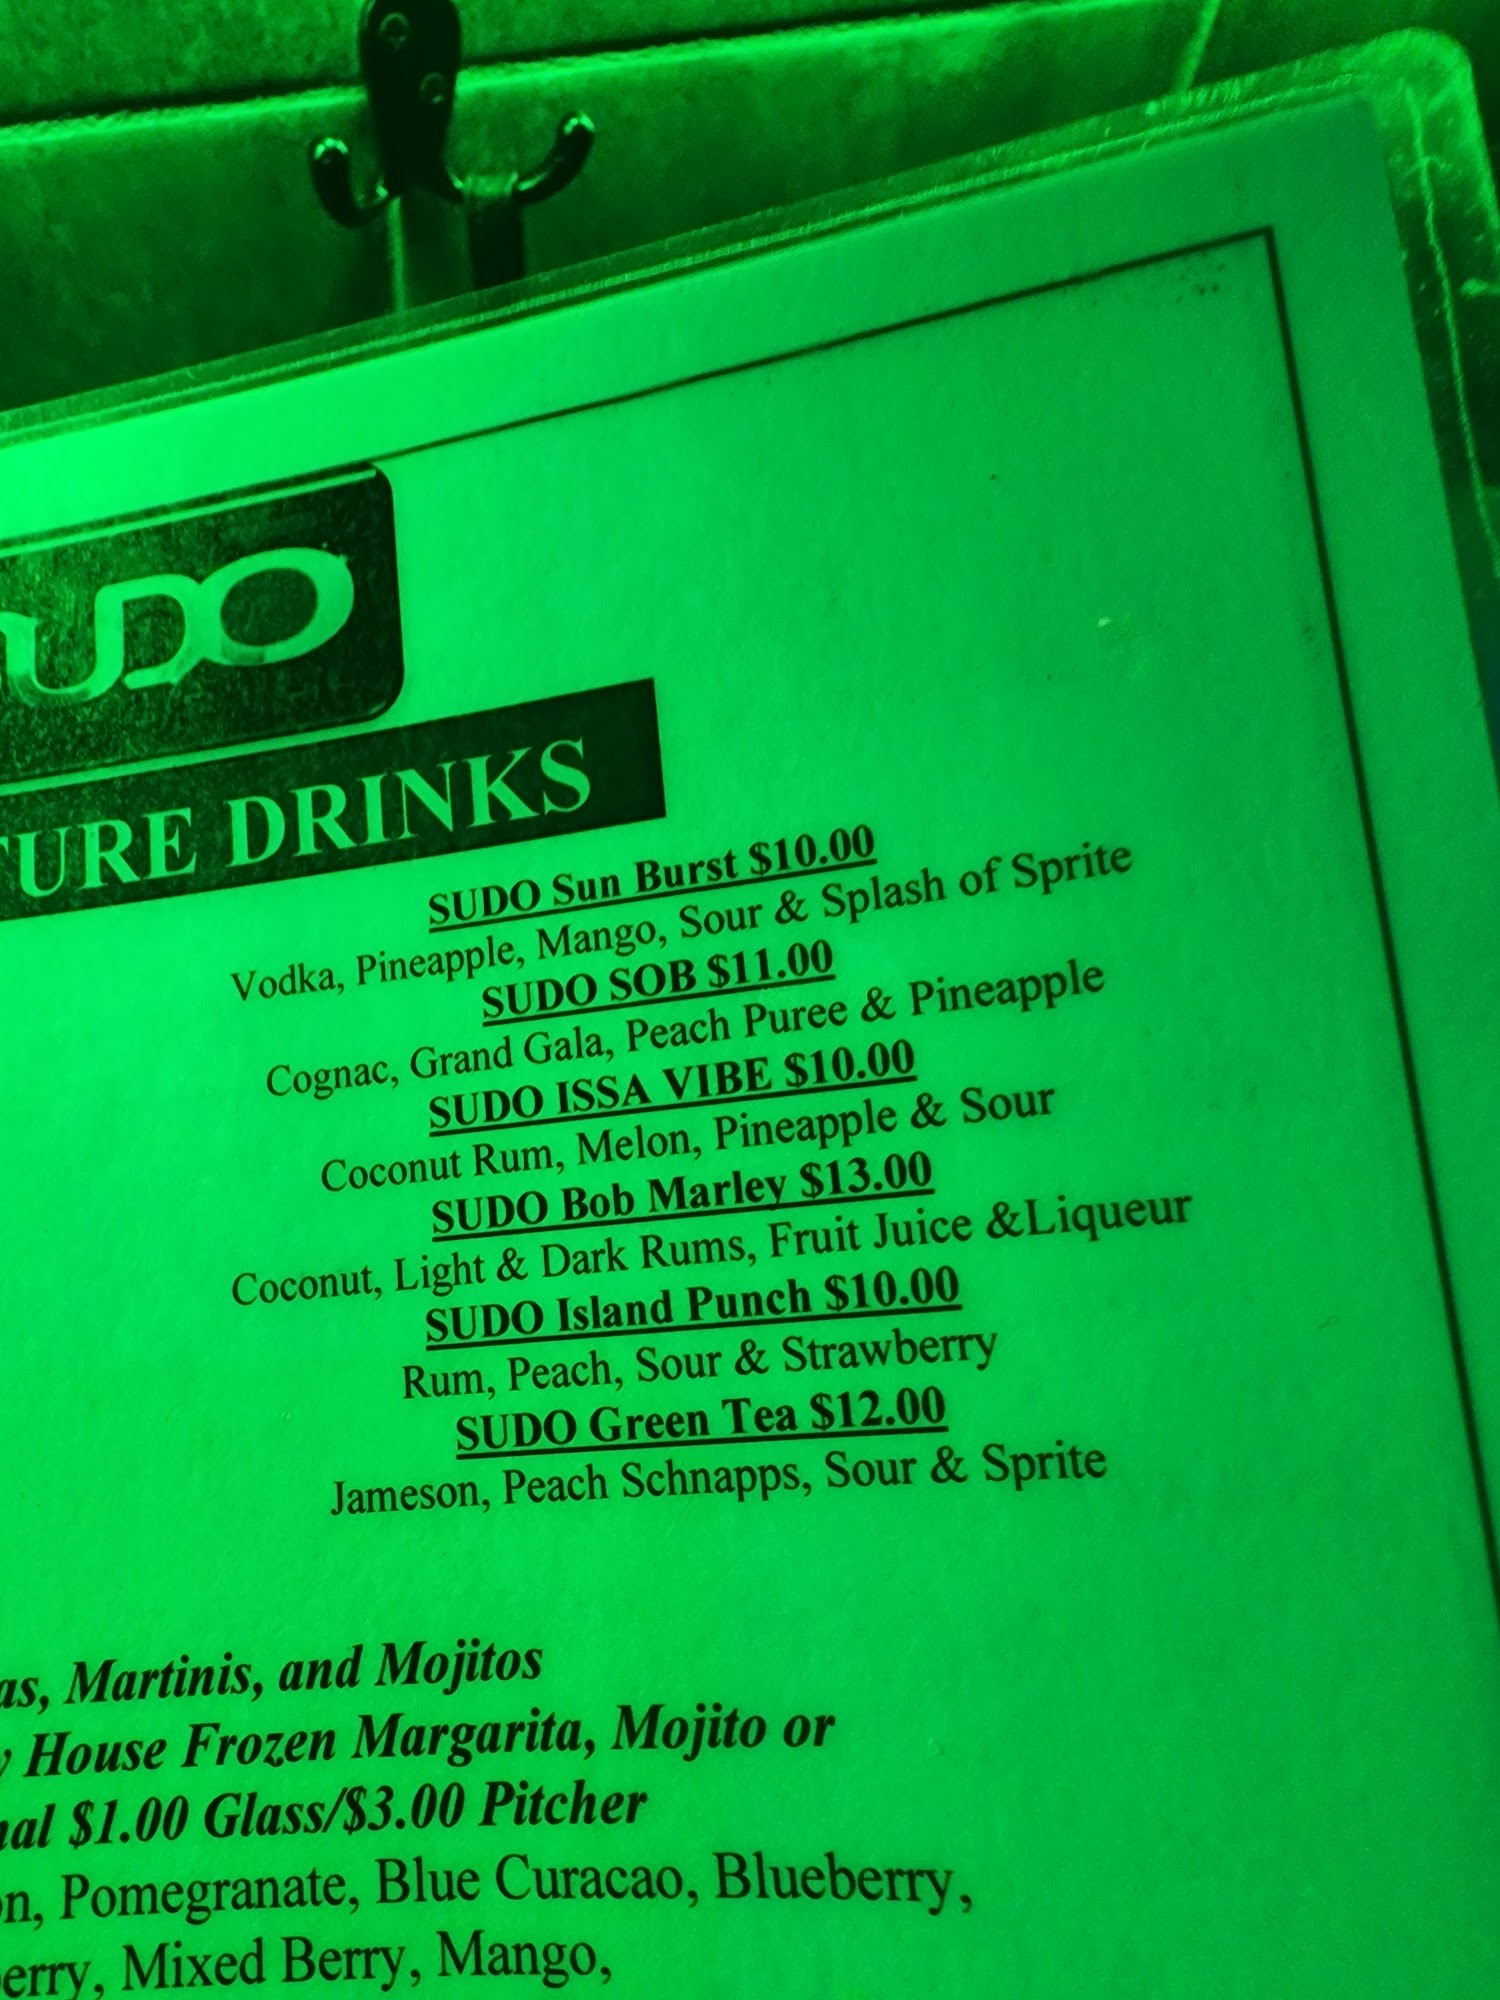 UDO
TURE DRINKS
SUDO Sun Burst $10.00
Vodka, Pineapple, Mango, Sour & Splash of Sprite
SUDO SOB $11.00
Cognac, Grand Gala, Peach Puree & Pineapple
SUDO ISSA VIBE $10.00
Coconut Rum, Melon, Pineapple & Sour
SUDO Bob Marley $13.00
Coconut, Light & Dark Rums, Fruit Juice &Liqueur
SUDO Island Punch $10.00
Rum, Peach, Sour & Strawberry
SUDO Green Tea $12.00
Jameson, Peach Schnapps, Sour & Sprite
as, Martinis, and Mojitos
y House Frozen Margarita, Mojito or
nal $1.00 Glass/$3.00 Pitcher
on, Pomegranate, Blue Curacao, Blueberry,
erry, Mixed Berry, Mango,